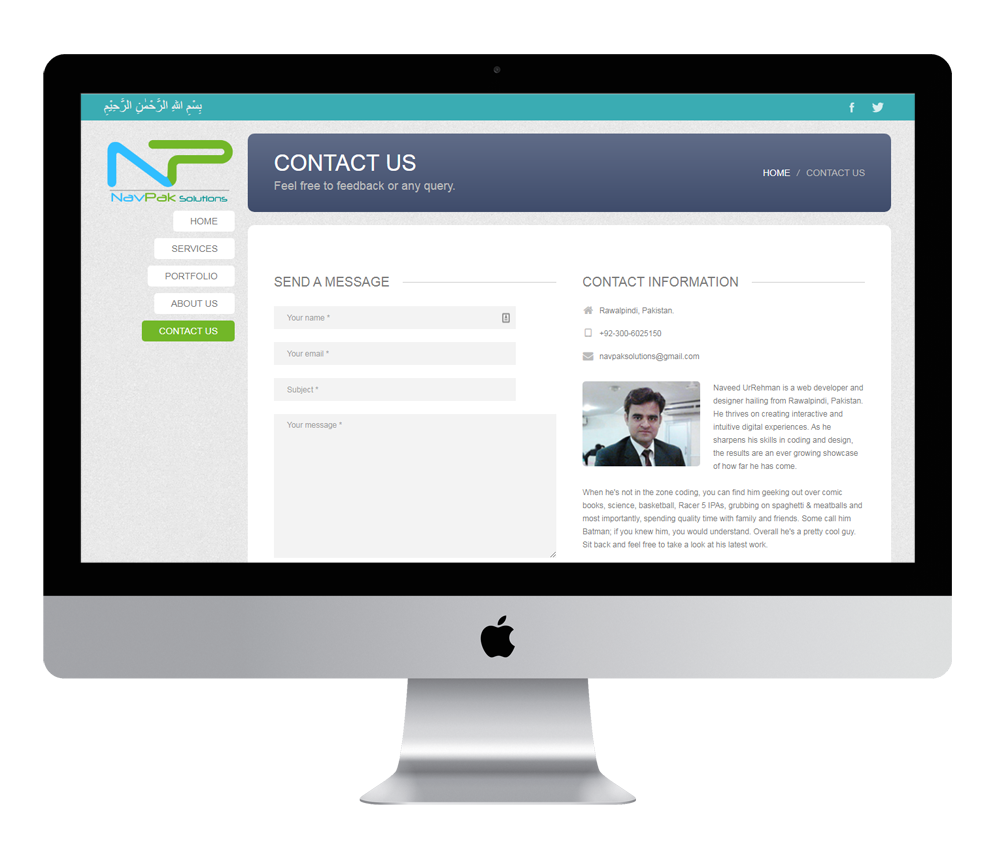 بِسْمِ اللهِ الرَّحْمٰنِ الرَّحِيْمِ
NavPak Solutions
HOME
SERVICES
PORTFOLIO
ABOUT US
CONTACT US
CONTACT US
Feel free to feedback or any query.
HOME / CONTACT US
SEND A MESSAGE
Your name *
Your email *
Subject *
Your message *
CONTACT INFORMATION
Rawalpindi, Pakistan.
+92-300-6025150
navpaksolutions@gmail.com
Naveed UrRehman is a web developer and
designer hailing from Rawalpindi, Pakistan.
He thrives on creating interactive and
intuitive digital experiences. As he
sharpens his skills in coding and design,
the results are an ever growing showcase
of how far he has come.
When he's not in the zone coding, you can find him geeking out over comic
books, science, basketball, Racer 5 IPAs, grubbing on spaghetti & meatballs and
most importantly, spending quality time with family and friends. Some call him
Batman; if you knew him, you would understand. Overall he's a pretty cool guy.
Sit back and feel free to take a look at his latest work.